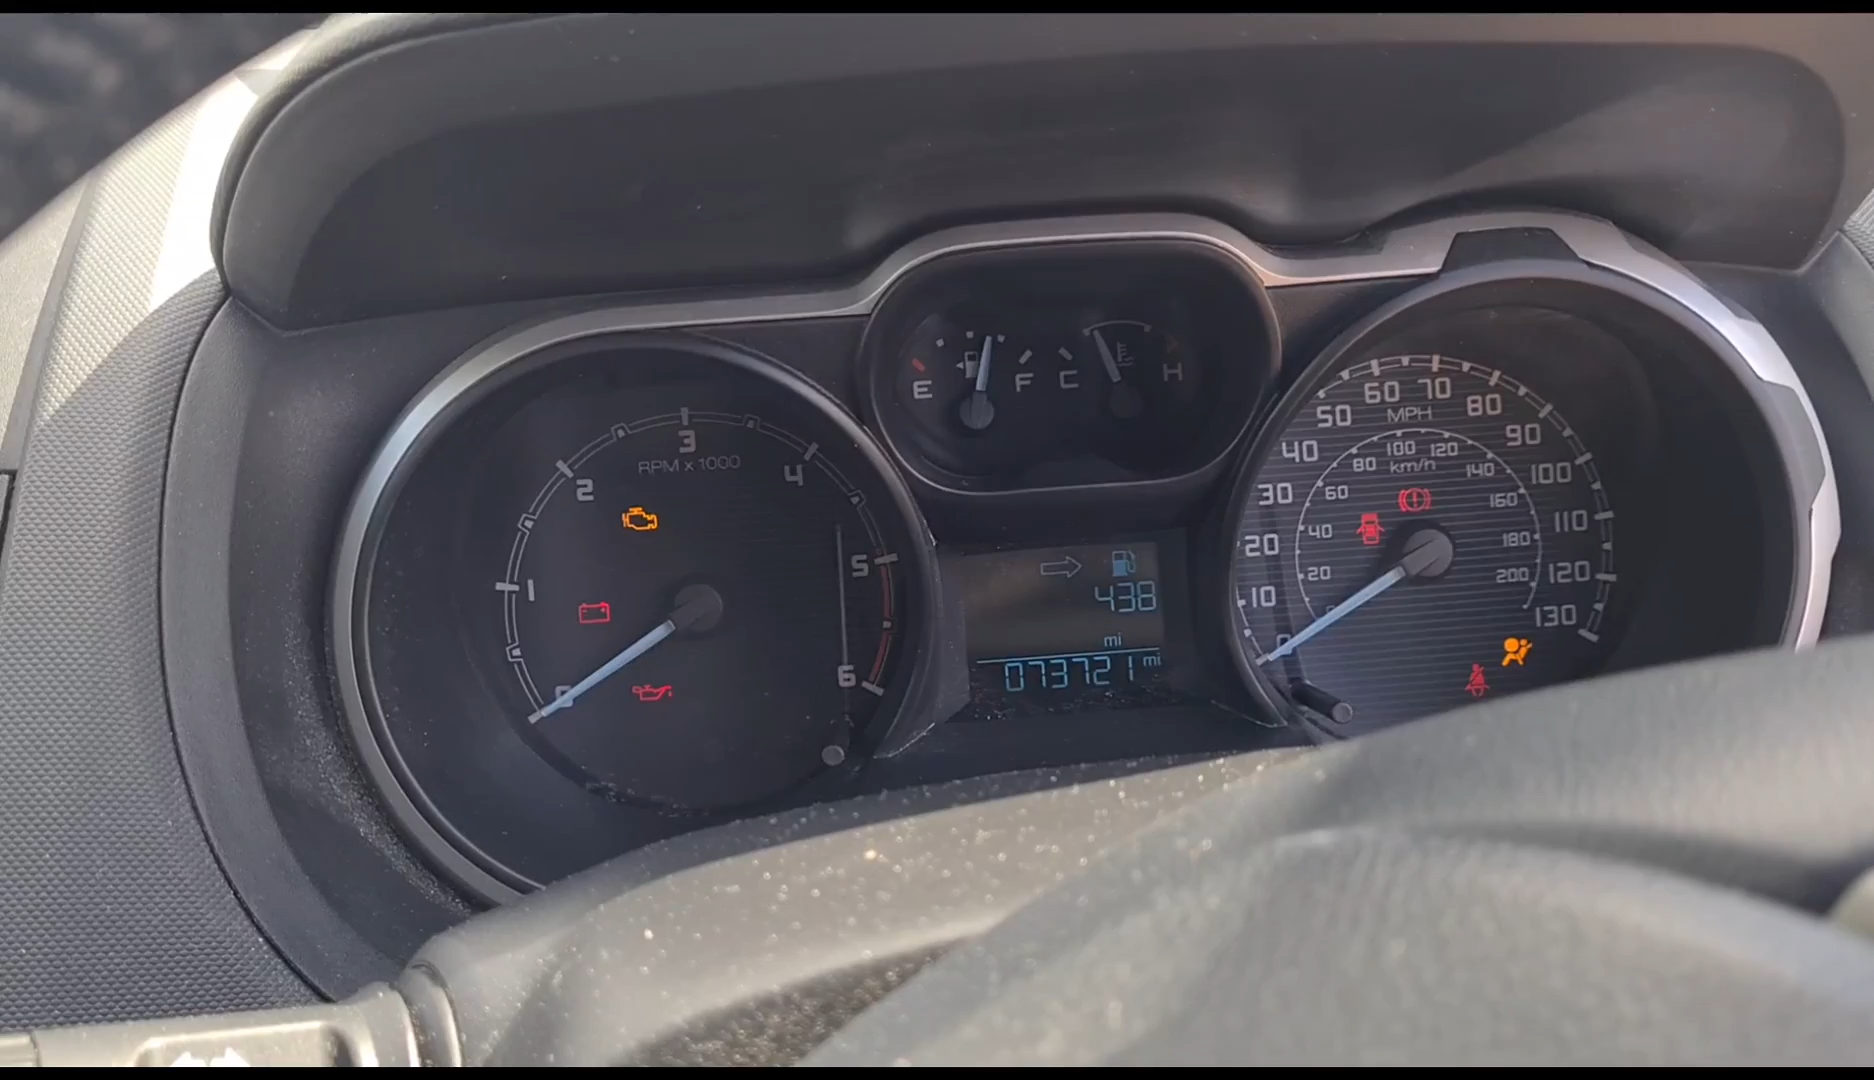 E F C H
3
RPM x 1000
2 4
1 5
0 6
438
mi
073721 mi
60 70
50 MPH 80
40 100 120 90
80 km/h 140
30 60 160 100
20 40 180 110
10 20 200 120
0 130